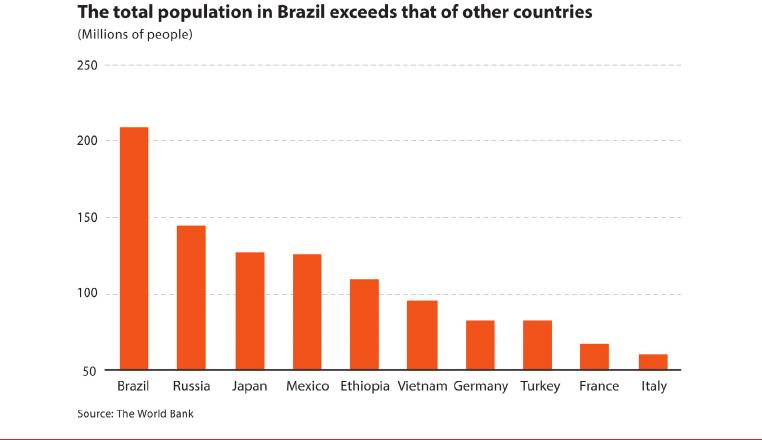 The total population in Brazil exceeds that of other countries
(Millions of people)
250
200
150
100
50
Brazil Russia Japan Mexico Ethiopia Vietnam Germany Turkey France Italy
Source: The World Bank